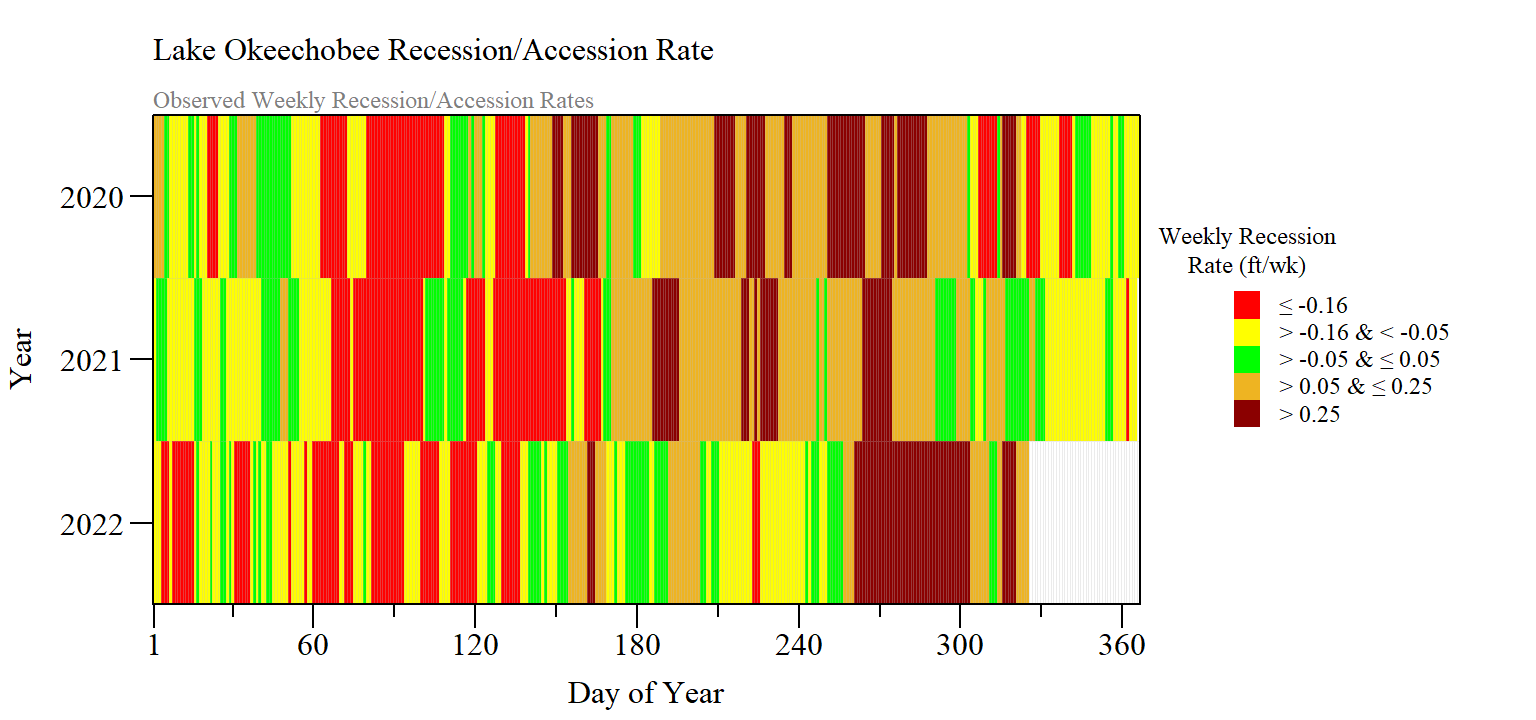 Lake Okeechobee Recession/Accession Rate
Observed Weekly Recession/Accession Rates
Year
2020
2021
2022
1 60 120 180 240 300 360
Day of Year
Weekly Recession
Rate (ft/wk)
≤ -0.16
> -0.16 & < -0.05
> -0.05 & ≤ 0.05
> 0.05 & ≤ 0.25
> 0.25